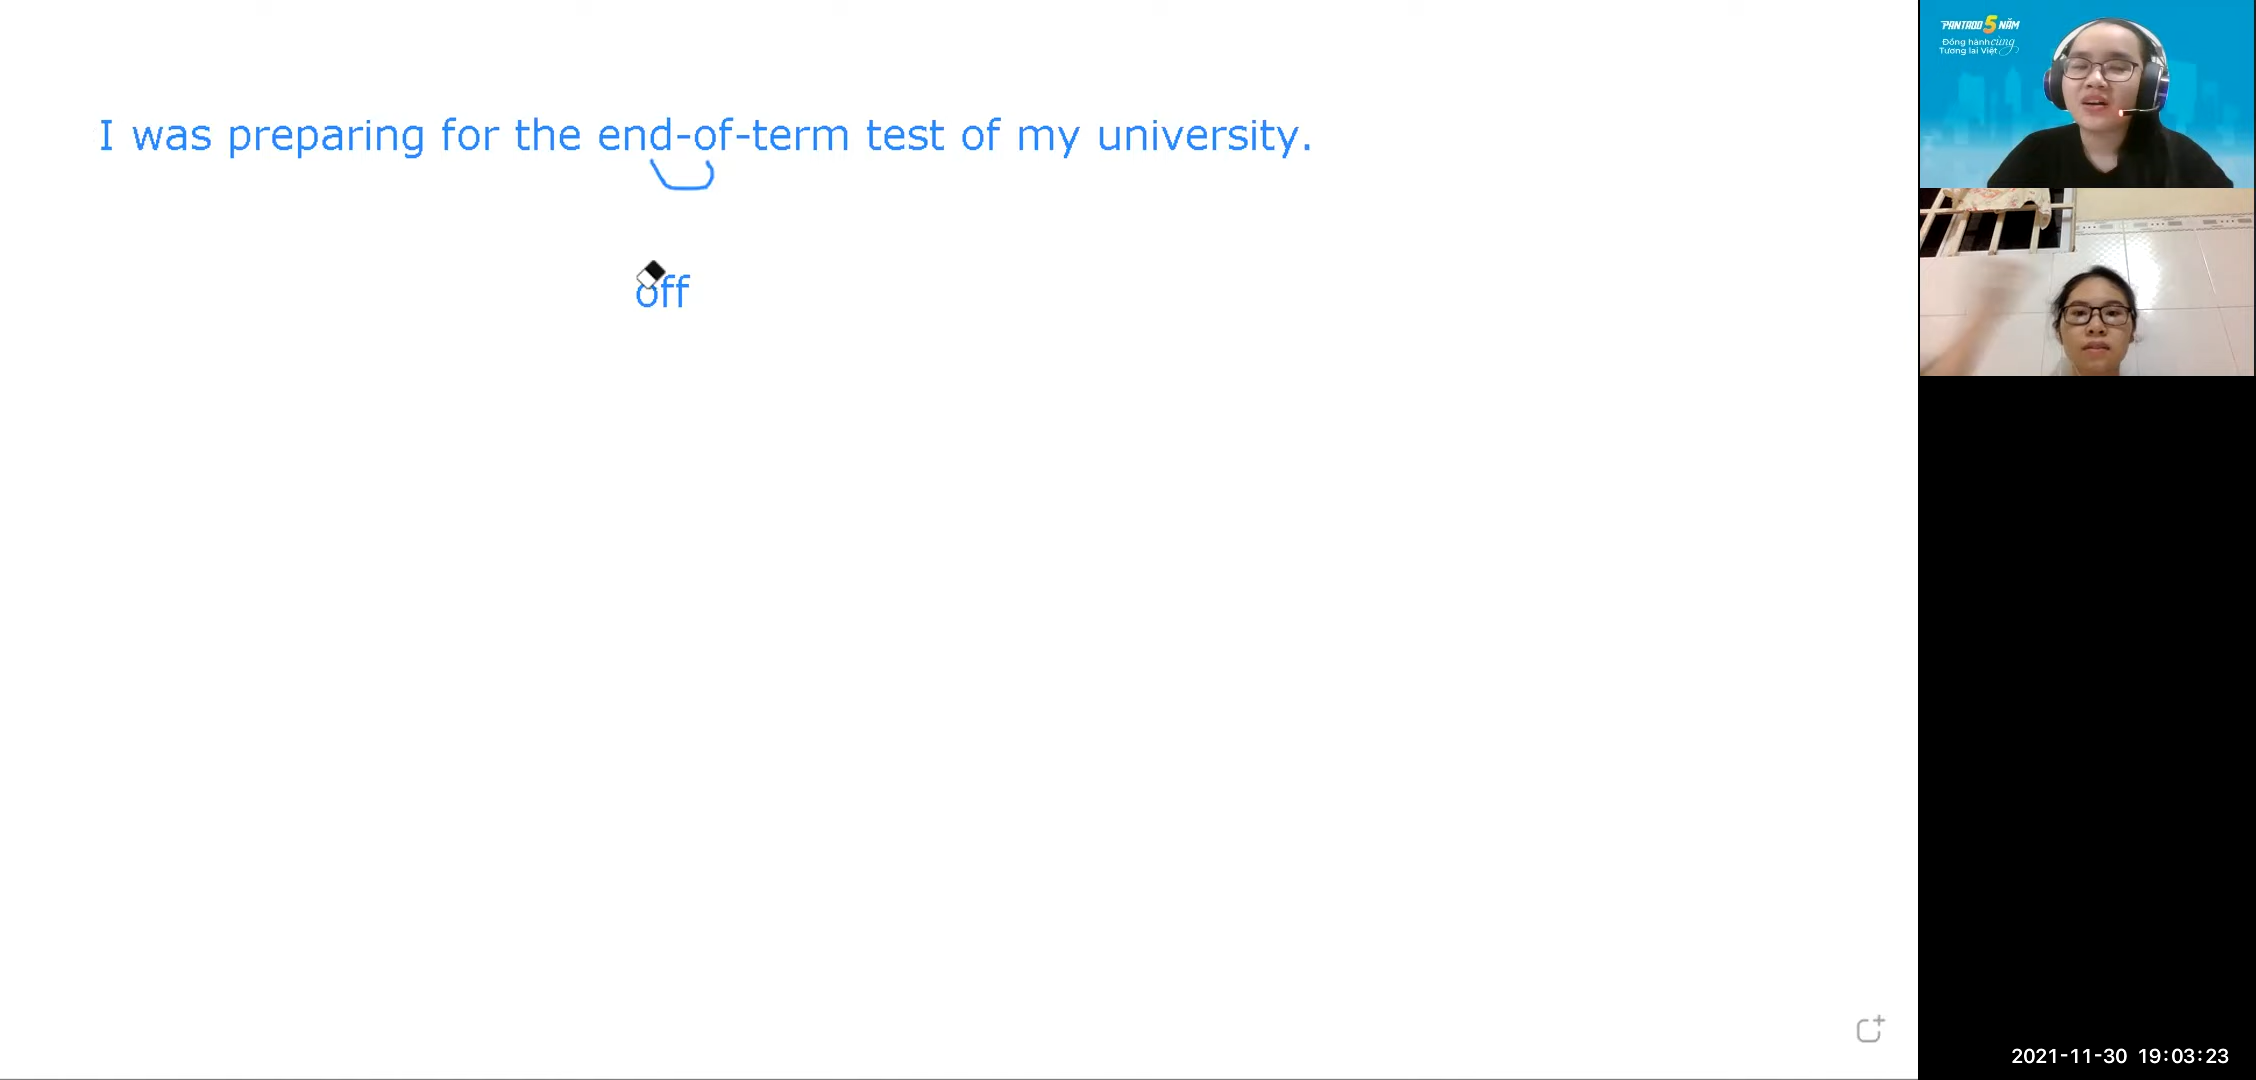 I was preparing for the end-of-term test of my university.
off
PANTADO 5 NĂM
Đồng hành cùng
Tương lai Việt
2021-11-30 19:03:23